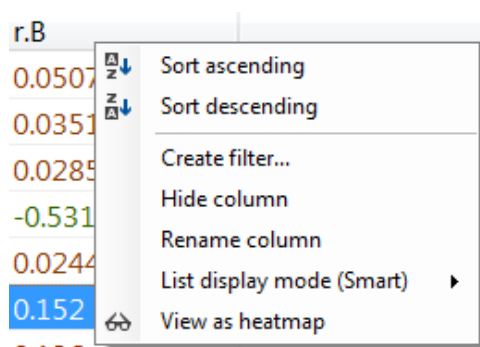 r.B
0.0507
Sort ascending
0.0351
Sort descending
0.0285
Create filter...
Hide column
-0.531
Rename column
0.0244
List display mode (Smart)
0.152
View as heatmap